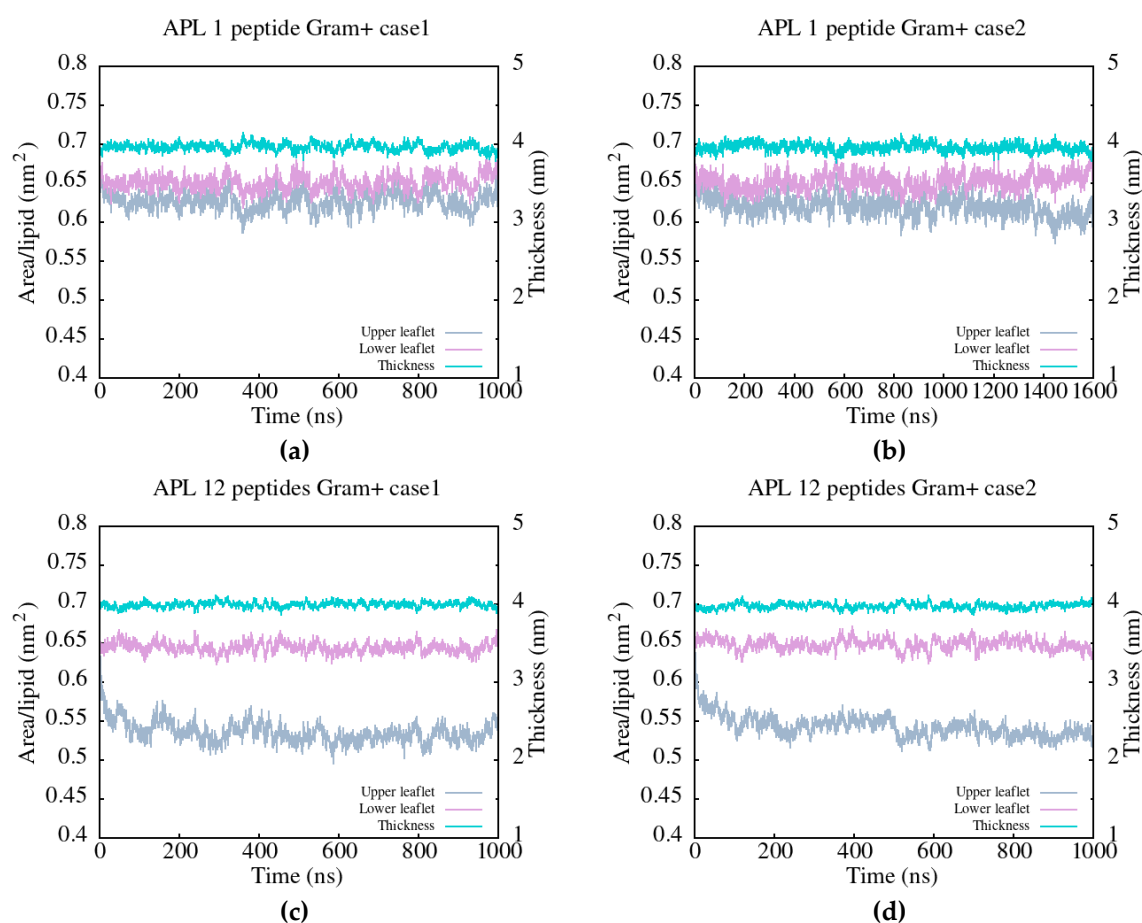 APL 1 peptide Gram+ case1
0.8
0.75
0.7
0.65
0.6
0.55
0.5
0.45
0.4
Area/lipid (nm²)
5
4
3
2
1
Thickness (nm)
Upper leaflet
Lower leaflet
Thickness
0 200 400 600 800 1000
Time (ns)
(a)
APL 1 peptide Gram+ case2
0.8
0.75
0.7
0.65
0.6
0.55
0.5
0.45
0.4
Area/lipid (nm²)
5
4
3
2
1
Thickness (nm)
Upper leaflet
Lower leaflet
Thickness
0 200 400 600 800 1000 1200 1400 1600
Time (ns)
(b)
APL 12 peptides Gram+ case1
0.8
0.75
0.7
0.65
0.6
0.55
0.5
0.45
0.4
Area/lipid (nm²)
5
4
3
2
1
Thickness (nm)
Upper leaflet
Lower leaflet
Thickness
0 200 400 600 800 1000
Time (ns)
(c)
APL 12 peptides Gram+ case2
0.8
0.75
0.7
0.65
0.6
0.55
0.5
0.45
0.4
Area/lipid (nm²)
5
4
3
2
1
Thickness (nm)
Upper leaflet
Lower leaflet
Thickness
0 200 400 600 800 1000
Time (ns)
(d)